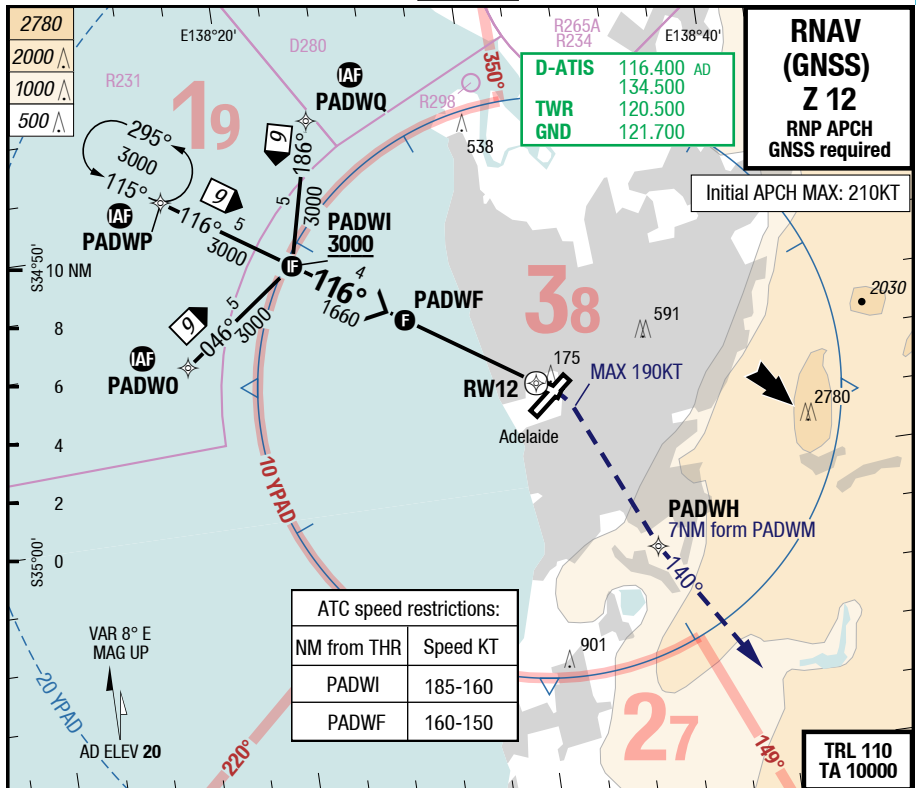 2780
2000
1000
500
E138°20'
D280
R231
R265A
R234
E138°40'
R298
350°
D-ATIS 116.400 AD
134.500
TWR 120.500
GND 121.700
RNAV
(GNSS)
Z 12
RNP APCH
GNSS required
Initial APCH MAX: 210KT
19
IAF
PADWQ
9
186°
5
3000
538
295°
3000
115°
9
116°
5
3000
IAF
PADWP
PADWI
3000
IF
S34°50'
10 NM
116°
4
1660
PADWF
F
38
591
2030
9
046°
5
3000
IAF
PADWO
8
6
4
2
0
S35°00'
175
RW12
MAX 190KT
2780
Adelaide
10 YPAD
PADWH
7NM form PADWM
140°
ATC speed restrictions:
NM from THR Speed KT
PADWI 185-160
PADWF 160-150
901
VAR 8° E
MAG UP
20 YPAD
AD ELEV 20
220°
27
149°
TRL 110
TA 10000